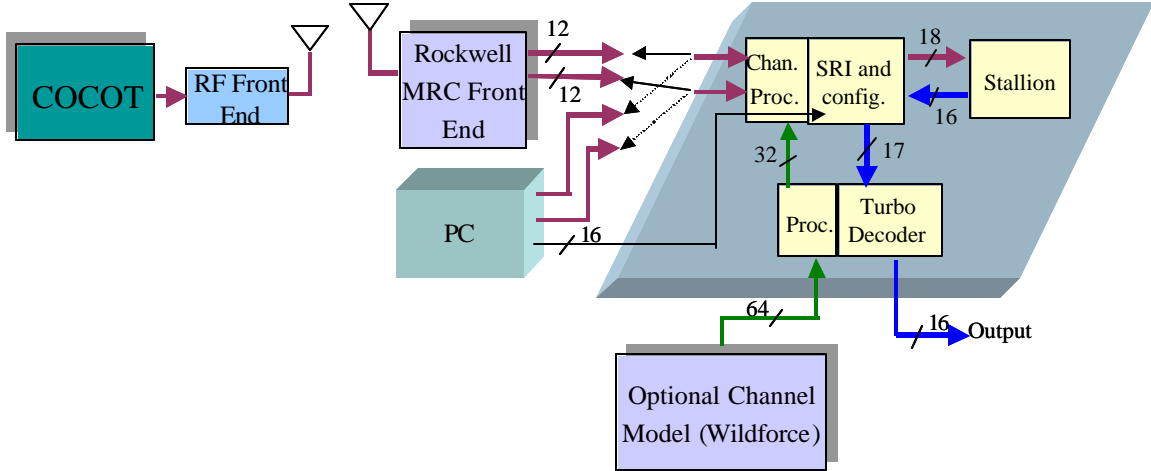 COCOT
RF Front
End
Rockwell
MRC Front
End
12
12
PC
16
Chan.
Proc.
SRI and
config.
18
16
Stallion
32
17
Proc.
Turbo
Decoder
64
16
Output
Optional Channel
Model (Wildforce)